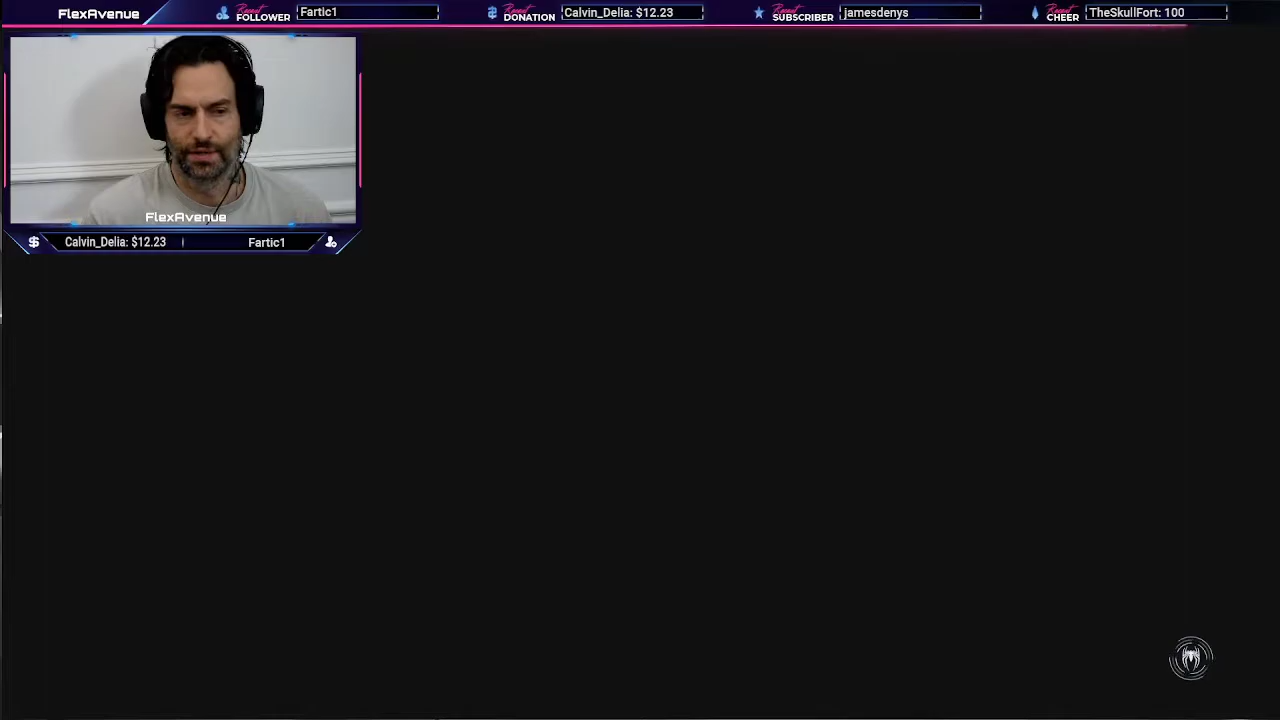 FlexAvenue
Recent FOLLOWER Fartic1
Recent DONATION Calvin_Delia: $12.23
Recent SUBSCRIBER jamesdenys
Recent CHEER TheSkullFort: 100
FlexAvenue
$ Calvin_Delia: $12.23 Fartic1